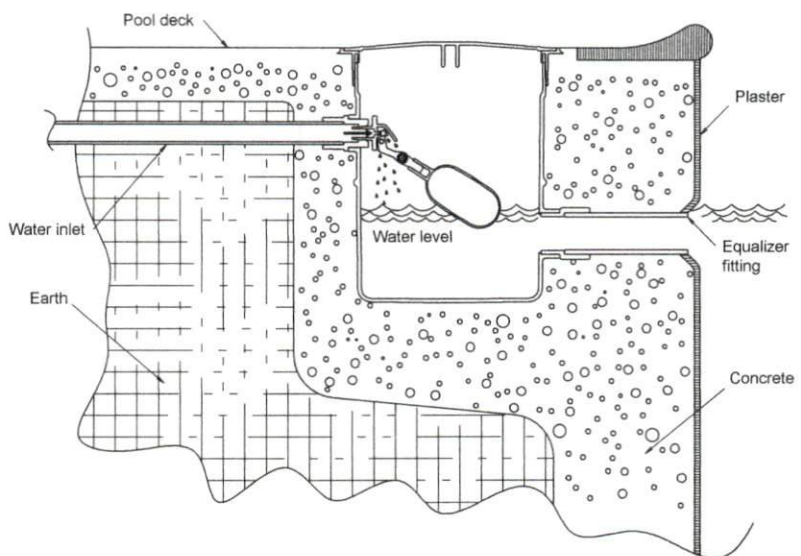 Pool deck
Plaster
Water inlet
Water level
Equalizer
fitting
Earth
Concrete